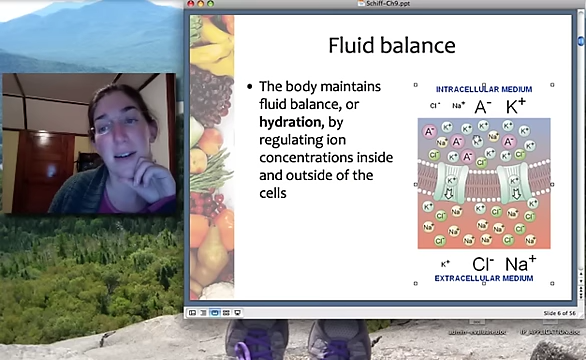 Schiff-Ch9.ppt
Fluid balance
• The body maintains
fluid balance, or
hydration, by
regulating ion
concentrations inside
and outside of the
cells
INTRACELLULAR MEDIUM
Cl- Na+ A- K+
K+ Cl- Na+
EXTRACELLULAR MEDIUM
Slide 6 of 56